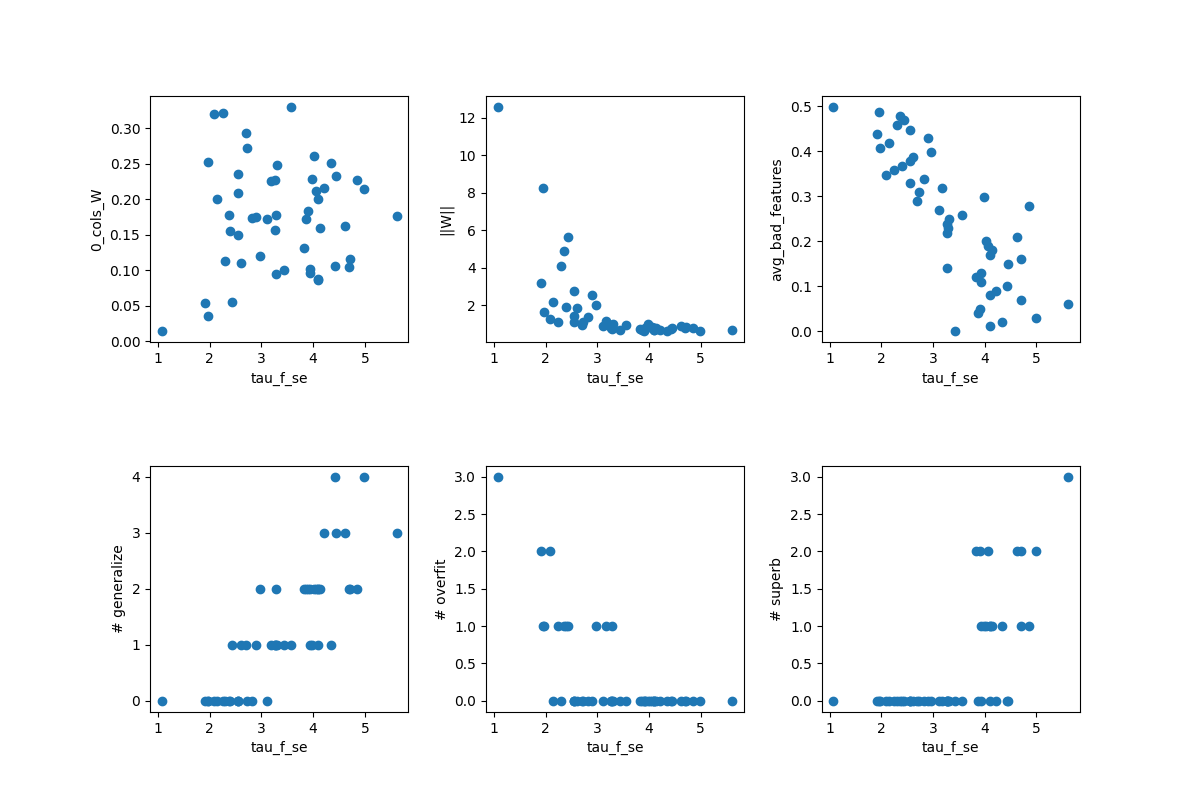 0_cols_W
0.30
0.25
0.20
0.15
0.10
0.05
0.00
1 2 3 4 5
tau_f_se
||W||
12
10
8
6
4
2
1 2 3 4 5
tau_f_se
avg_bad_features
0.5
0.4
0.3
0.2
0.1
0.0
1 2 3 4 5
tau_f_se
# generalize
4
3
2
1
0
1 2 3 4 5
tau_f_se
# overfit
3.0
2.5
2.0
1.5
1.0
0.5
0.0
1 2 3 4 5
tau_f_se
# superb
3.0
2.5
2.0
1.5
1.0
0.5
0.0
1 2 3 4 5
tau_f_se